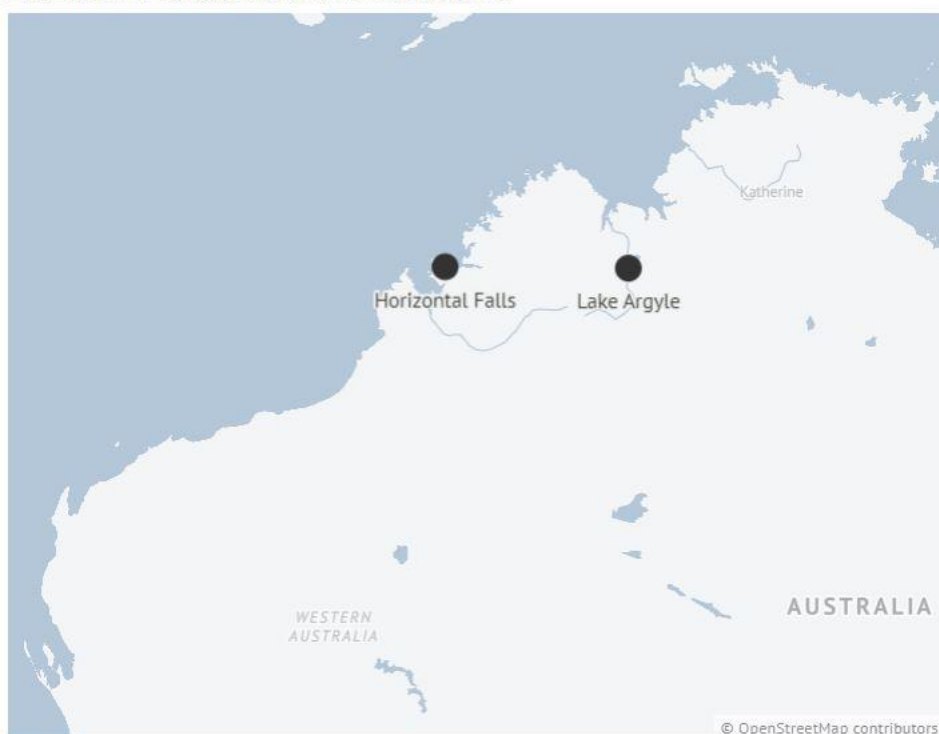 Katherine
Horizontal Falls
Lake Argyle
WESTERN
AUSTRALIA
AUSTRALIA
© OpenStreetMap contributors